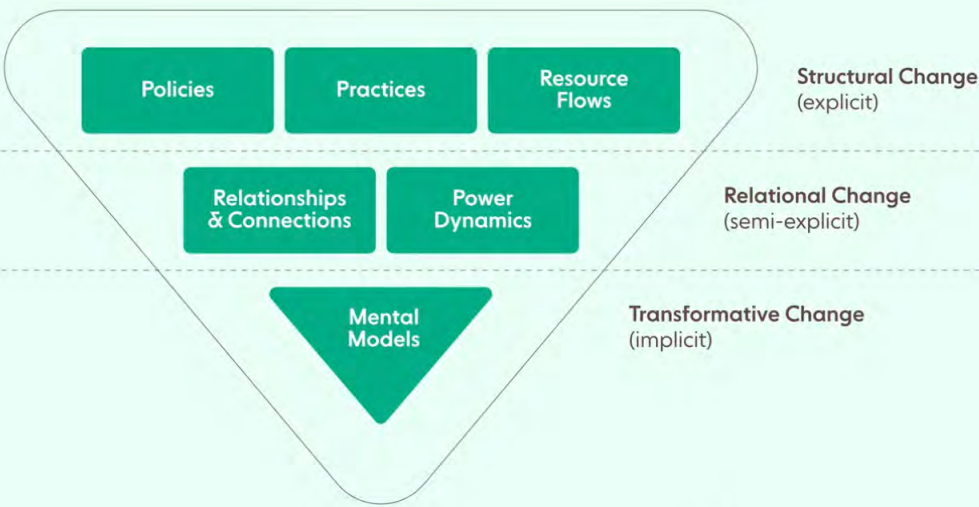 Policies
Practices
Resource
Flows
Structural Change
(explicit)
Relationships
& Connections
Power
Dynamics
Relational Change
(semi-explicit)
Mental
Models
Transformative Change
(implicit)